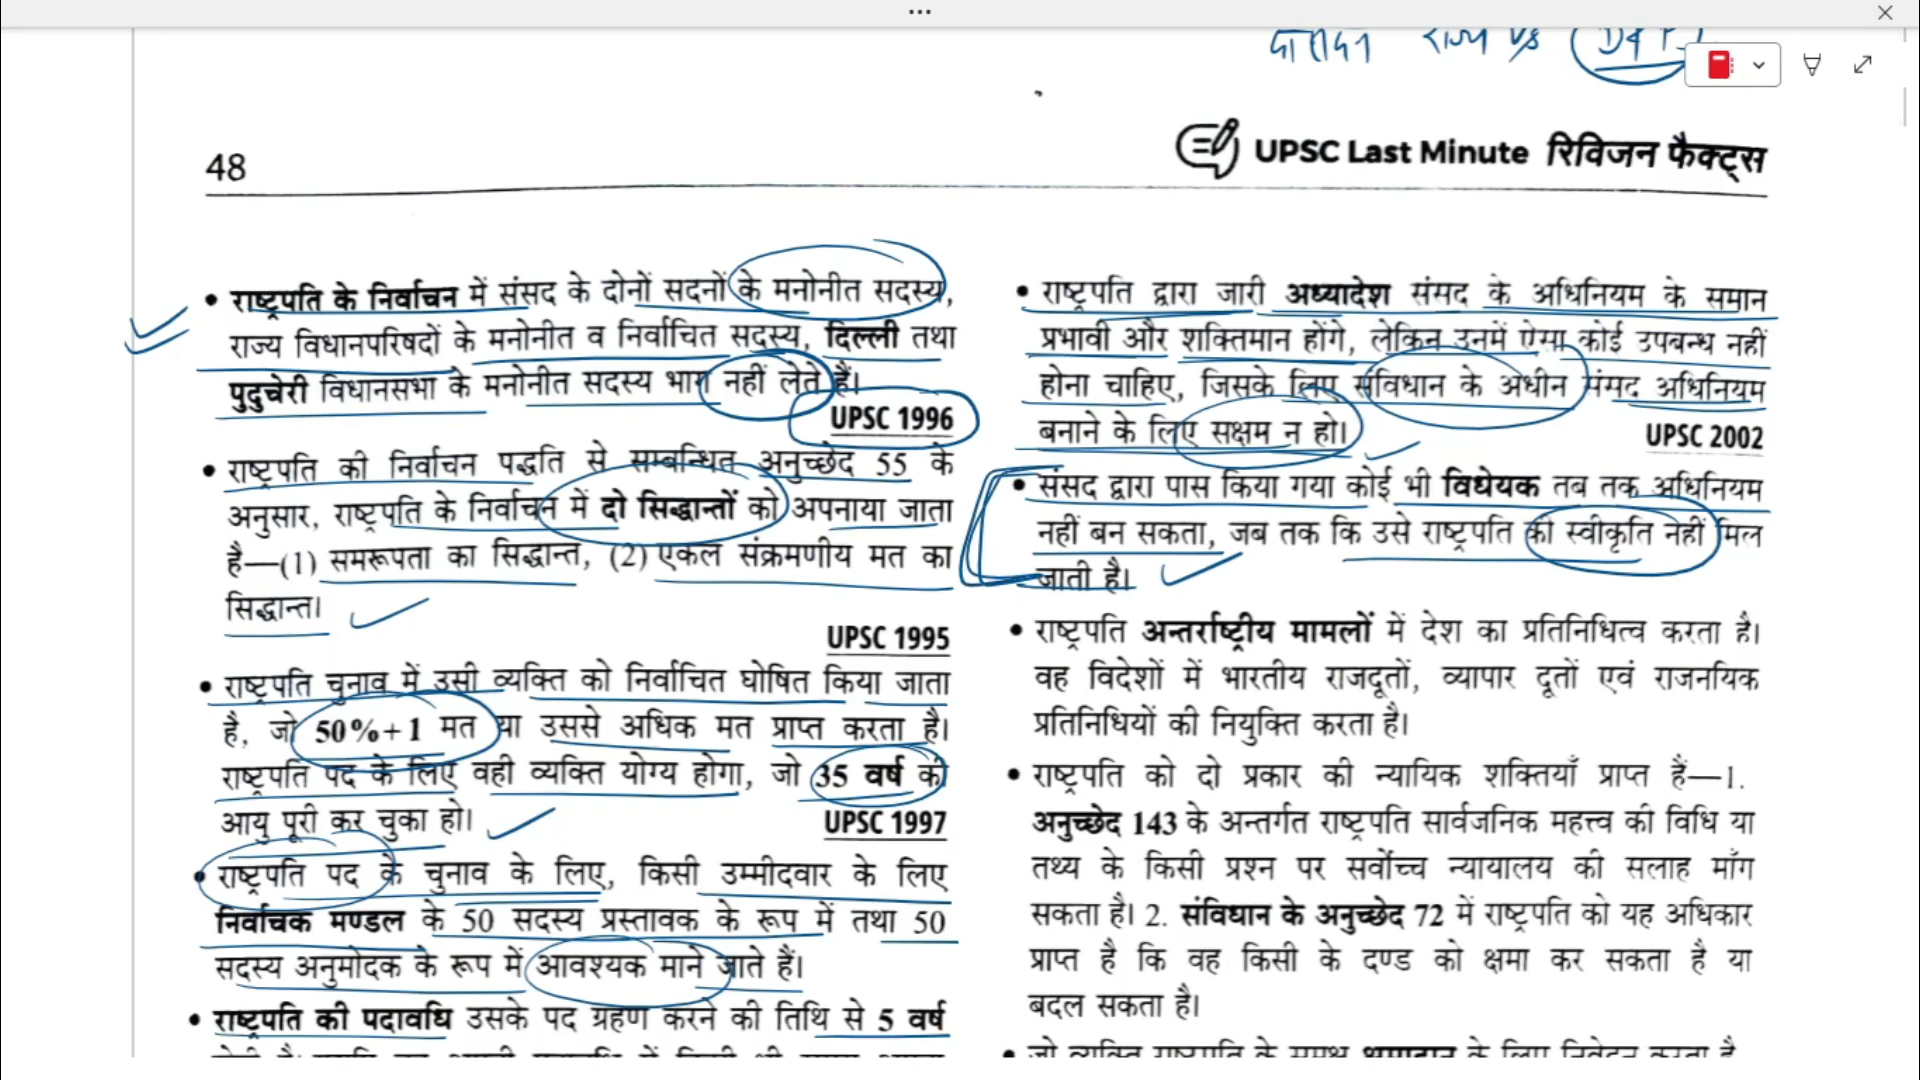 राज्य
48
UPSC Last Minute रिविजन फैक्ट्स
• राष्ट्रपति के निर्वाचन में संसद के दोनों सदनों के मनोनीत सदस्य,
राज्य विधानपरिषदों के मनोनीत व निर्वाचित सदस्य, दिल्ली तथा
पुदुचेरी विधानसभा के मनोनीत सदस्य भाग नहीं लेते हैं।
UPSC 1996
• राष्ट्रपति की निर्वाचन पद्धति से सम्बन्धित अनुच्छेद 55 के
अनुसार, राष्ट्रपति के निर्वाचन में दो सिद्धान्तों को अपनाया जाता
है—(1) समरूपता का सिद्धान्त, (2) एकल संक्रमणीय मत का
सिद्धान्त।
UPSC 1995
• राष्ट्रपति चुनाव में उसी व्यक्ति को निर्वाचित घोषित किया जाता
है, जो 50%+1 मत या उससे अधिक मत प्राप्त करता है।
राष्ट्रपति पद के लिए वही व्यक्ति योग्य होगा, जो 35 वर्ष की
आयु पूरी कर चुका हो।
UPSC 1997
• राष्ट्रपति पद के चुनाव के लिए, किसी उम्मीदवार के लिए
निर्वाचक मण्डल के 50 सदस्य प्रस्तावक के रूप में तथा 50
सदस्य अनुमोदक के रूप में आवश्यक माने जाते हैं।
• राष्ट्रपति की पदावधि उसके पद ग्रहण करने की तिथि से 5 वर्ष
• राष्ट्रपति द्वारा जारी अध्यादेश संसद के अधिनियम के समान
प्रभावी और शक्तिमान होंगे, लेकिन उनमें ऐसा कोई उपबन्ध नहीं
होना चाहिए, जिसके लिए संविधान के अधीन संसद अधिनियम
बनाने के लिए सक्षम न हो।
UPSC 2002
• संसद द्वारा पास किया गया कोई भी विधेयक तब तक अधिनियम
नहीं बन सकता, जब तक कि उसे राष्ट्रपति की स्वीकृति नहीं मिल
जाती है।
• राष्ट्रपति अन्तर्राष्ट्रीय मामलों में देश का प्रतिनिधित्व करता है।
वह विदेशों में भारतीय राजदूतों, व्यापार दूतों एवं राजनयिक
प्रतिनिधियों की नियुक्ति करता है।
• राष्ट्रपति को दो प्रकार की न्यायिक शक्तियाँ प्राप्त हैं—1.
अनुच्छेद 143 के अन्तर्गत राष्ट्रपति सार्वजनिक महत्त्व की विधि या
तथ्य के किसी प्रश्न पर सर्वोच्च न्यायालय की सलाह माँग
सकता है। 2. संविधान के अनुच्छेद 72 में राष्ट्रपति को यह अधिकार
प्राप्त है कि वह किसी के दण्ड को क्षमा कर सकता है या
बदल सकता है।
• जो व्यक्ति राष्ट्रपति के समक्ष क्षमादान के लिए निवेदन करता है